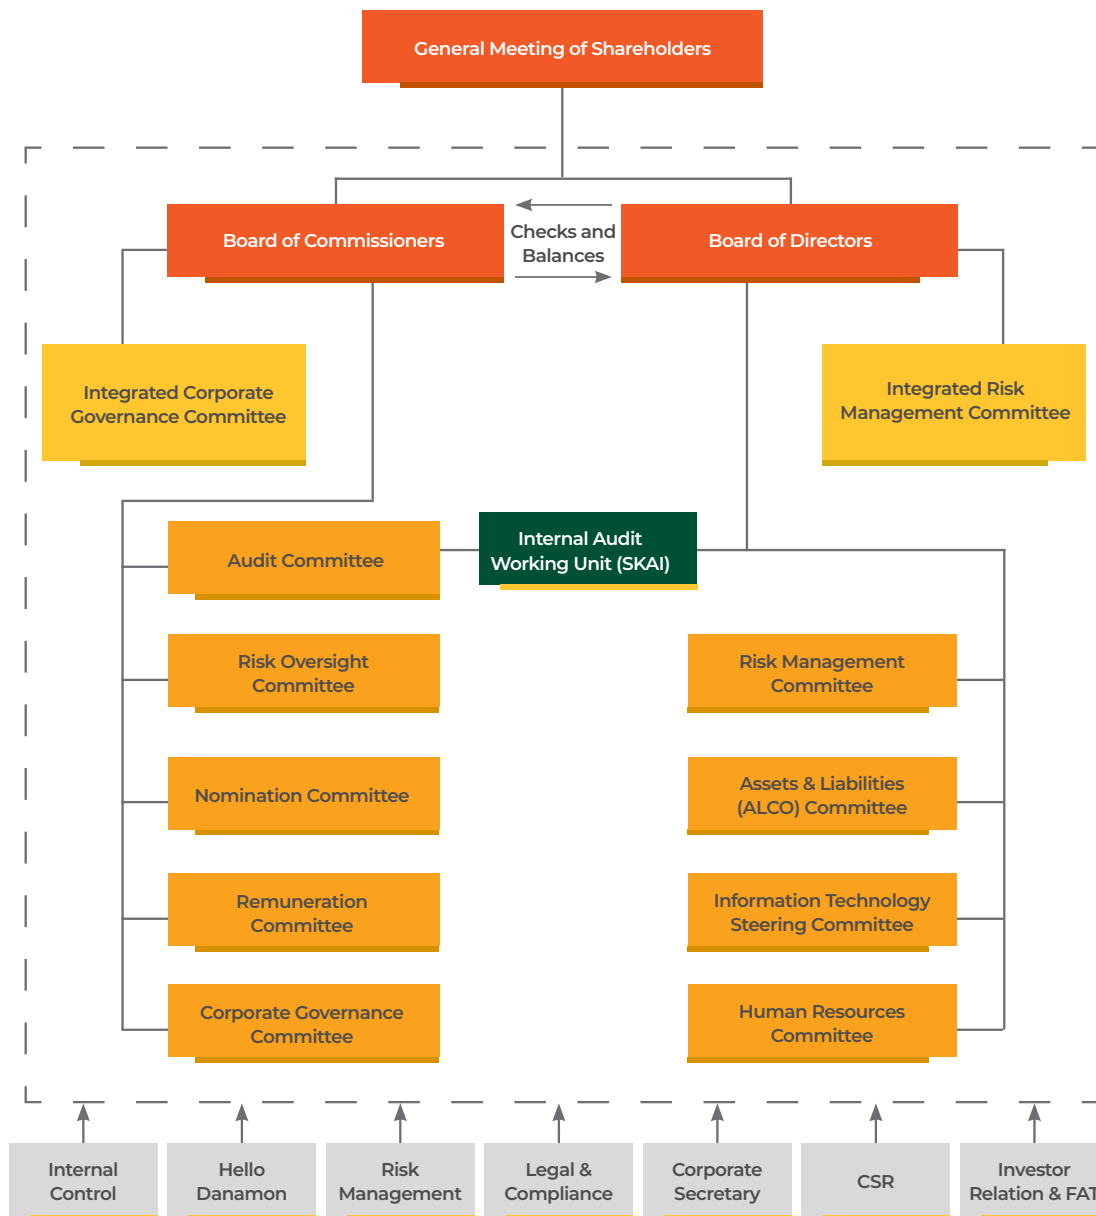 General Meeting of Shareholders
Board of Commissioners
Checks and
Balances
Board of Directors
Integrated Corporate
Governance Committee
Integrated Risk
Management Committee
Audit Committee
Internal Audit
Working Unit (SKAI)
Risk Oversight
Committee
Risk Management
Committee
Nomination Committee
Assets & Liabilities
(ALCO) Committee
Remuneration
Committee
Information Technology
Steering Committee
Corporate Governance
Committee
Human Resources
Committee
Internal
Control
Hello
Danamon
Risk
Management
Legal &
Compliance
Corporate
Secretary
CSR
Investor
Relation & FAT